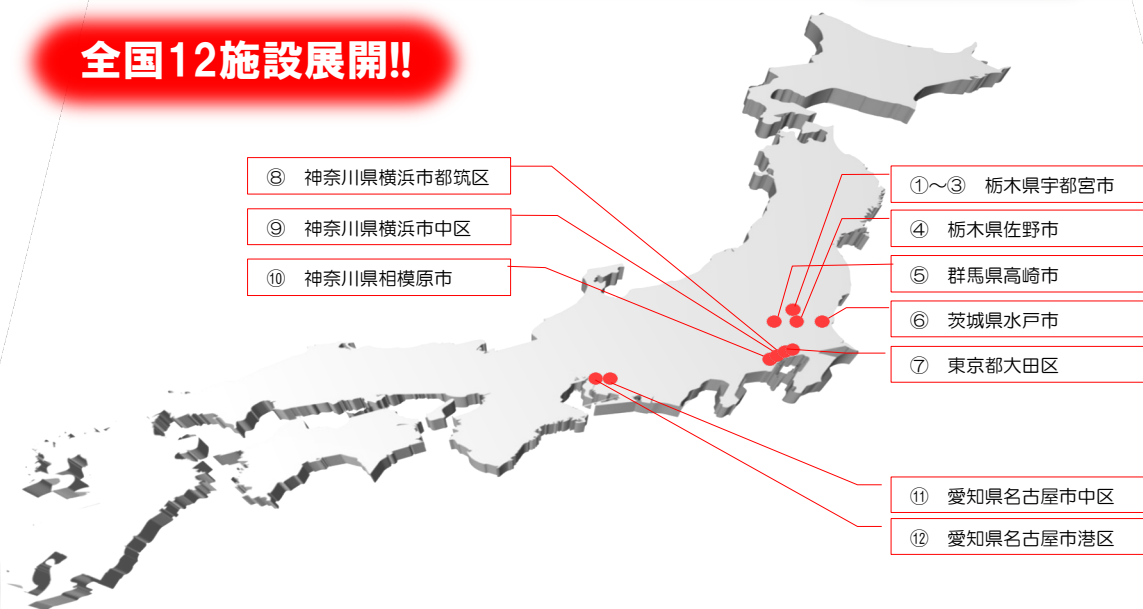 全国12施設展開!!
⑧ 神奈川県横浜市都筑区
⑨ 神奈川県横浜市中区
⑩ 神奈川県相模原市
①～③ 栃木県宇都宮市
④ 栃木県佐野市
⑤ 群馬県高崎市
⑥ 茨城県水戸市
⑦ 東京都大田区
⑪ 愛知県名古屋市中区
⑫ 愛知県名古屋市港区